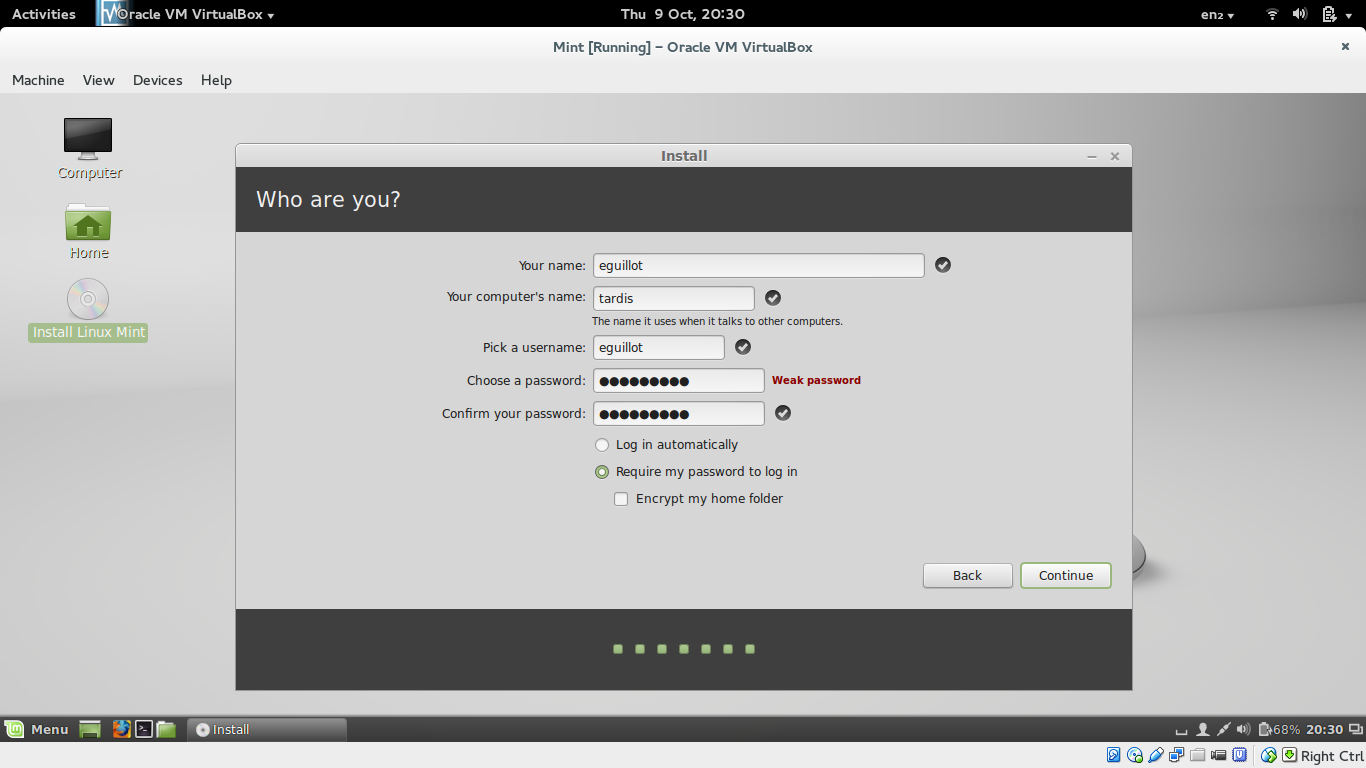 Activities Oracle VM VirtualBox Thu 9 Oct, 20:30 en₂
Mint [Running] – Oracle VM VirtualBox
Machine View Devices Help
Computer
Home
Install Linux Mint
Install
Who are you?
Your name: eguillot
Your computer's name: tardis
The name it uses when it talks to other computers.
Pick a username: eguillot
Choose a password: ●●●●●●●●● Weak password
Confirm your password: ●●●●●●●●●
Log in automatically
Require my password to log in
Encrypt my home folder
Back Continue
Menu Install 68% 20:30
Right Ctrl